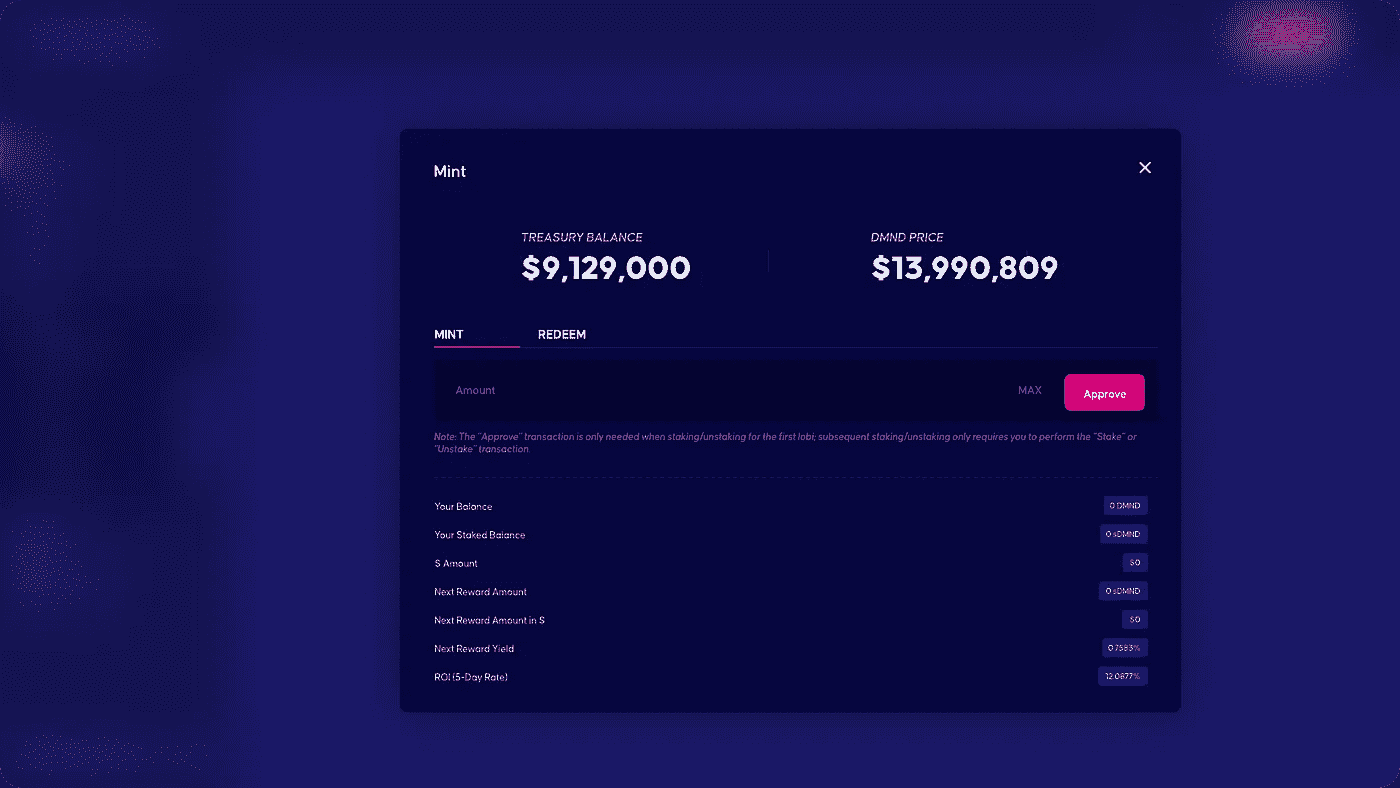 Mint
TREASURY BALANCE
$9,129,000
DMND PRICE
$13,990,809
MINT
REDEEM
Amount
MAX
Approve
Note: The "Approve" transaction is only needed when staking/unstaking for the first lobi; subsequent staking/unstaking only requires you to perform the "Stake" or
"Unstake" transaction.
Your Balance
0 DMND
Your Staked Balance
0 sDMND
$ Amount
$0
Next Reward Amount
0 sDMND
Next Reward Amount in $
$0
Next Reward Yield
0.7583%
ROI (5-Day Rate)
12.0677%